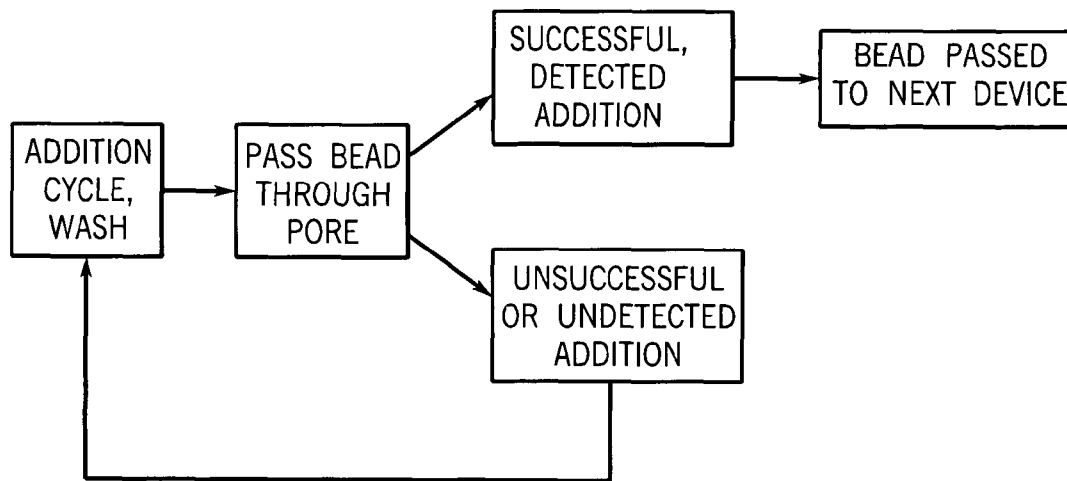 ADDITION
CYCLE,
WASH
PASS BEAD
THROUGH
PORE
SUCCESSFUL,
DETECTED
ADDITION
BEAD PASSED
TO NEXT DEVICE
UNSUCCESSFUL
OR UNDETECTED
ADDITION